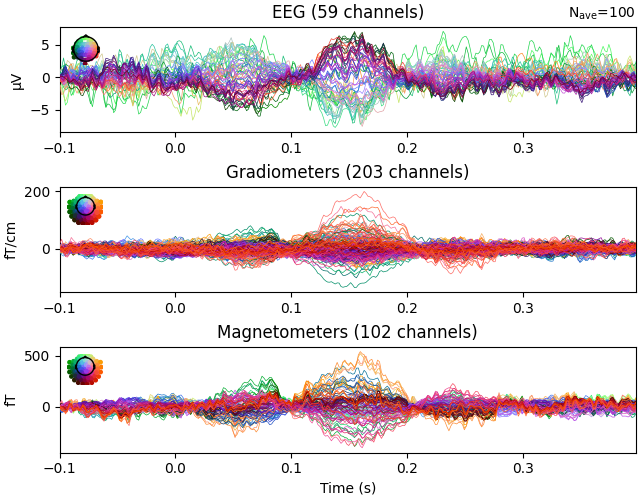 EEG (59 channels)
N_ave=100
5
0
−5
μV
−0.1 0.0 0.1 0.2 0.3
Gradiometers (203 channels)
200
0
fT/cm
−0.1 0.0 0.1 0.2 0.3
Magnetometers (102 channels)
500
0
fT
−0.1 0.0 0.1 0.2 0.3
Time (s)